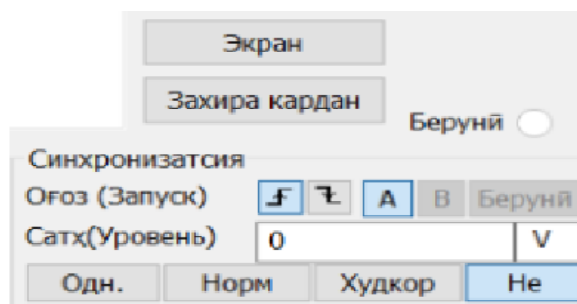 Экран
Захира кардан
Берунӣ
Синхронизатсия
Оғоз (Запуск) A B Берунӣ
Сатҳ(Уровень) 0 V
Одн. Норм Худкор Не